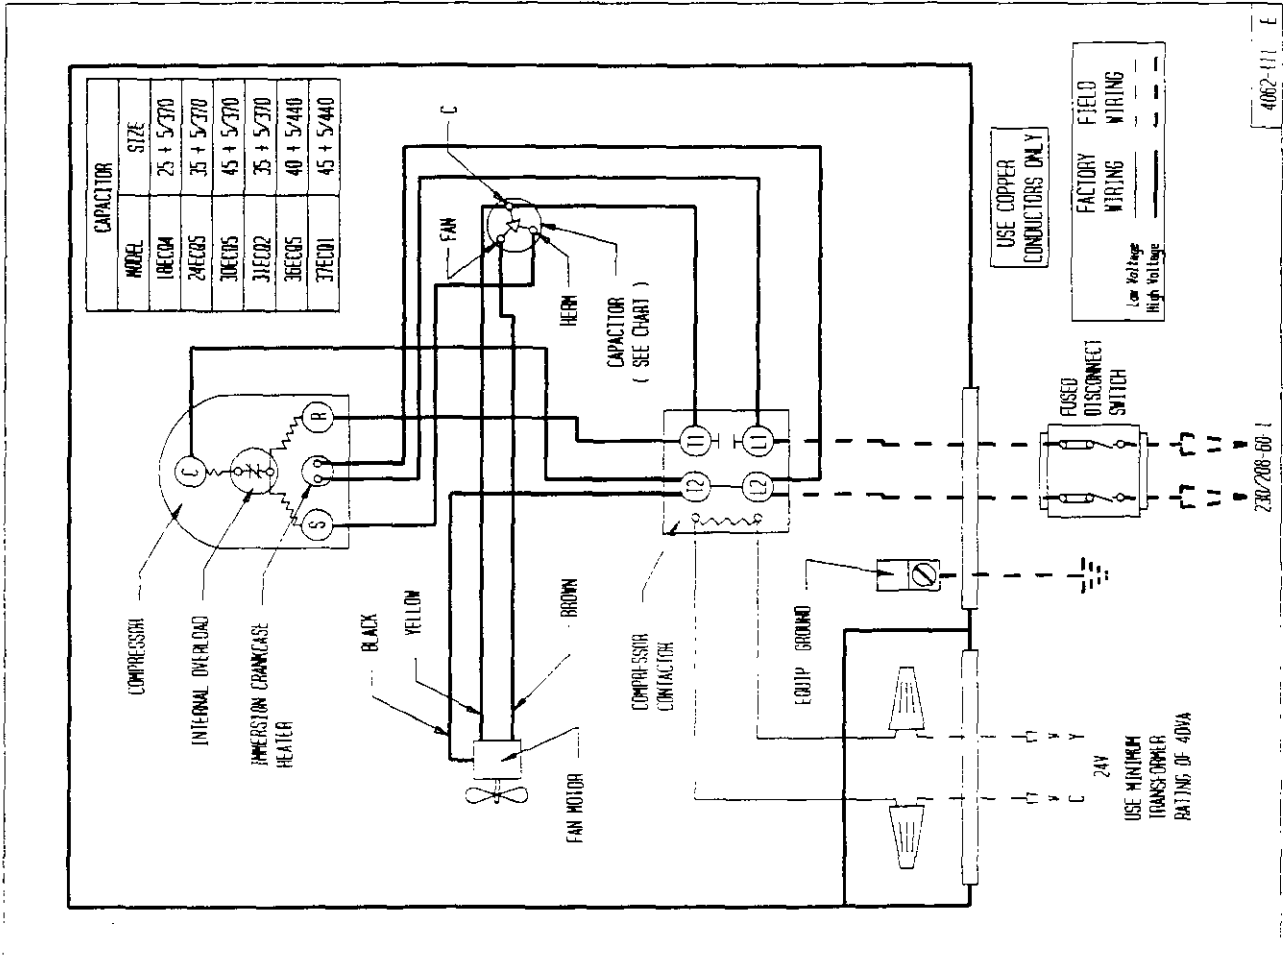 CAPACITOR
MODEL SIZE
18ECQ4 25 + 5/370
24ECQ5 35 + 5/370
30ECQ5 45 + 5/370
31ECQ2 35 + 5/370
36ECQ5 40 + 5/440
37ECQ1 45 + 5/440
COMPRESSOR
INTERNAL OVERLOAD
IMMERSION CRANKCASE
HEATER
C
S
R
C
FAN
HERM
CAPACITOR
( SEE CHART )
BLACK
YELLOW
BROWN
FAN MOTOR
COMPRESSOR
CONTACTOR
T2
T1
L2
L1
EQUIP GROUND
USE COPPER
CONDUCTORS ONLY
FACTORY
WIRING
FIELD
WIRING
Low Voltage
High Voltage
FUSED
DISCONNECT
SWITCH
C
Y
24V
USE MINIMUM
TRANSFORMER
RATING OF 40VA
230/208-60-1
4062-111 E